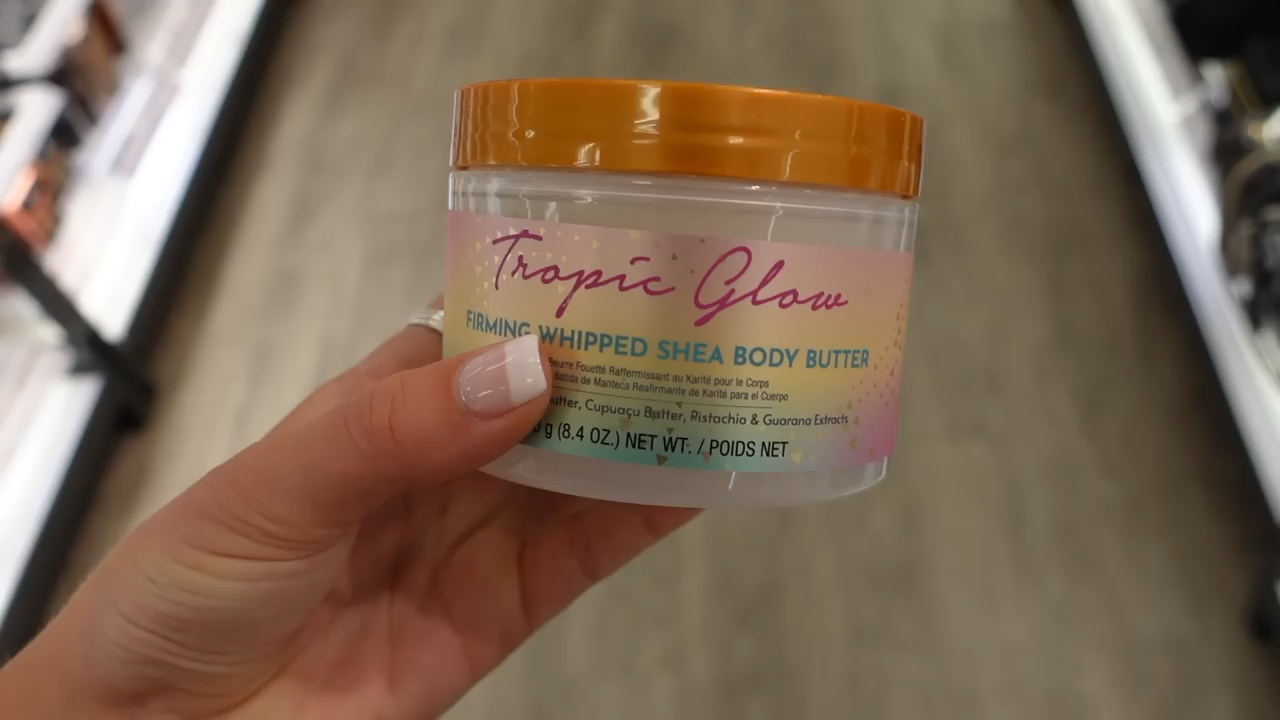 Tropic Glow
FIRMING WHIPPED SHEA BODY BUTTER
Beurre Fouetté Raffermissant au Karité pour le Corps
Batida de Manteca Reafirmante de Karité para el Cuerpo
Cupuaçu Butter, Pistachio & Guarana Extracts
g (8.4 OZ.) NET WT. / POIDS NET